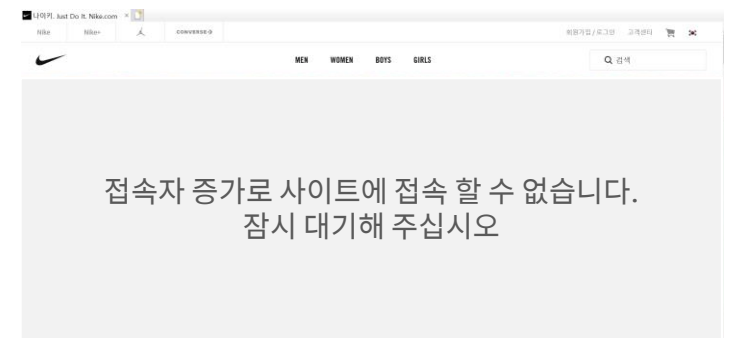 나이키. Just Do It. Nike.com
Nike Nike+ CONVERSE 회원가입 / 로그인 고객센터
MEN WOMEN BOYS GIRLS 검색
접속자 증가로 사이트에 접속 할 수 없습니다.
잠시 대기해 주십시오